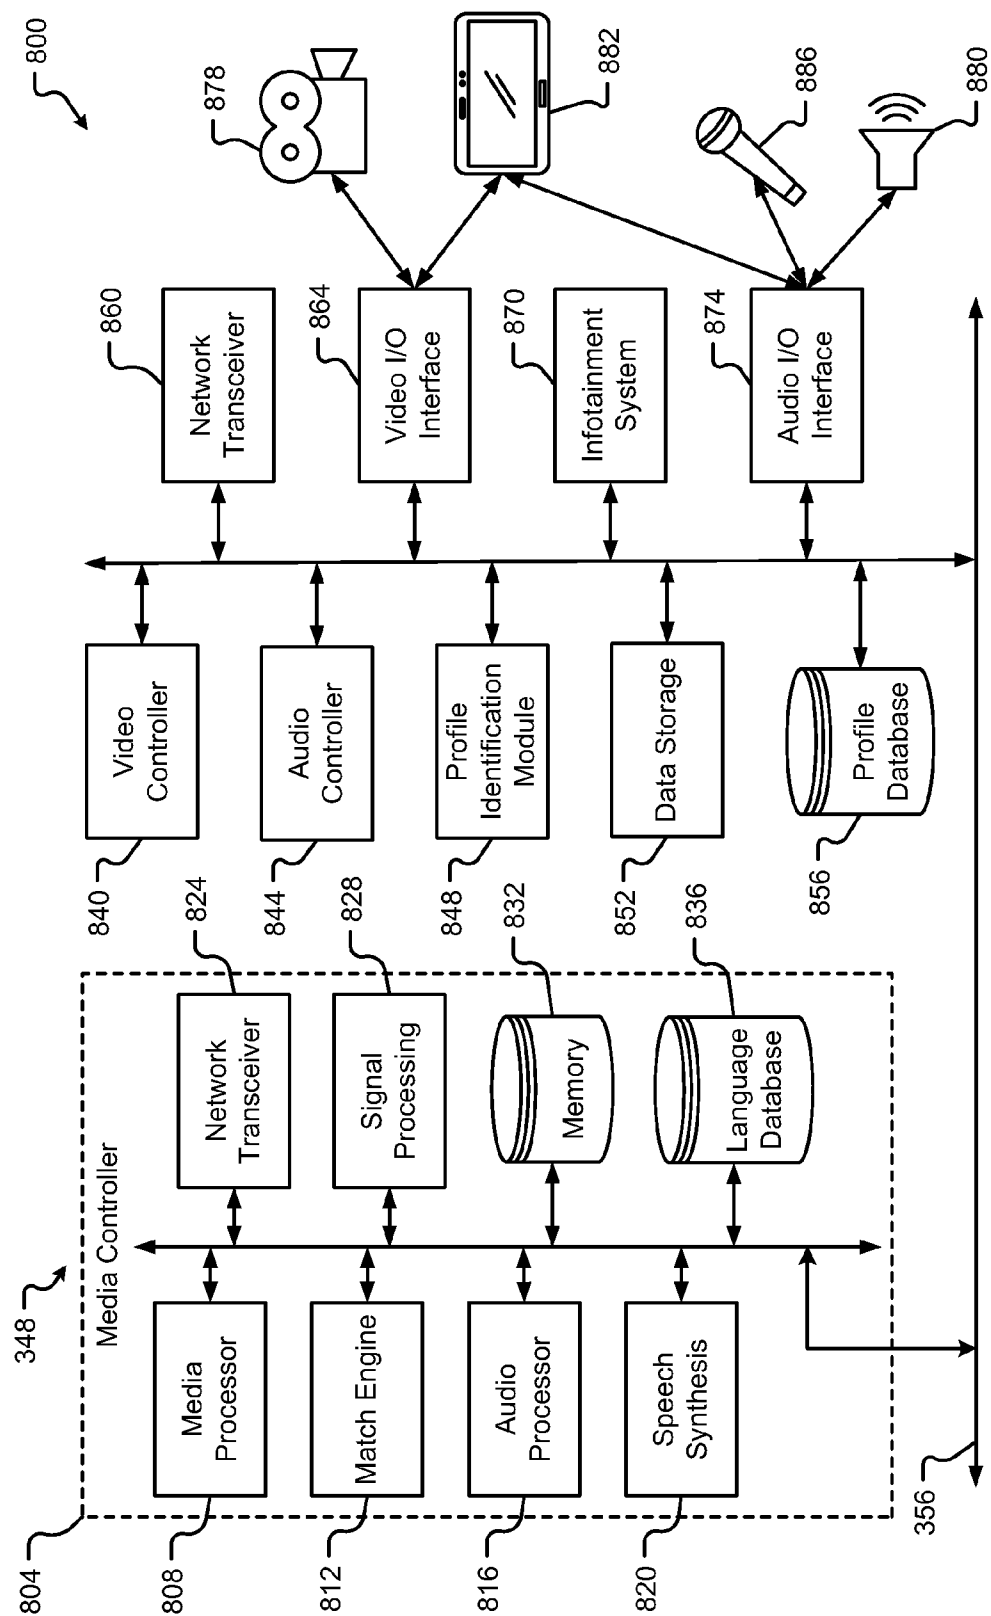 800
348
804
Media Controller
808
Media
Processor
812
Match Engine
816
Audio
Processor
820
Speech
Synthesis
824
Network
Transceiver
828
Signal
Processing
832
Memory
836
Language
Database
840
Video
Controller
844
Audio
Controller
848
Profile
Identification
Module
852
Data Storage
856
Profile
Database
860
Network
Transceiver
864
Video I/O
Interface
870
Infotainment
System
874
Audio I/O
Interface
878
882
886
880
356